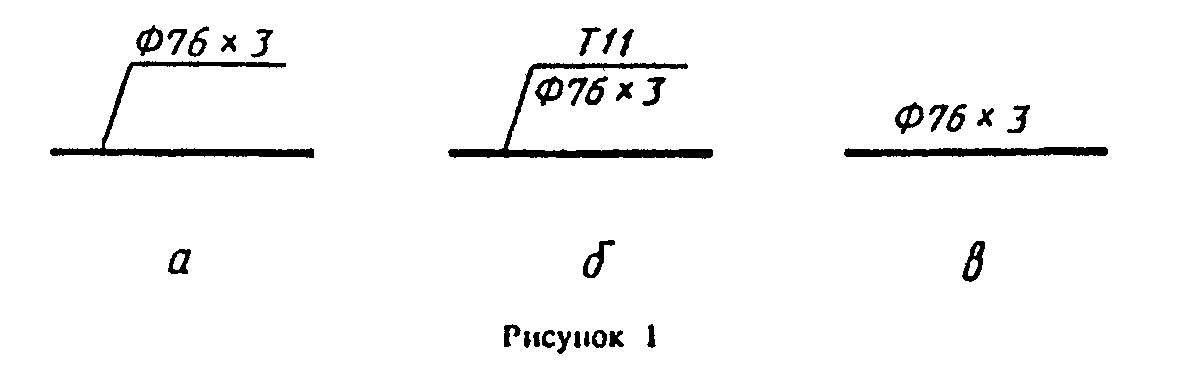 Ф76 × 3
Т11
Ф76 × 3
Ф76 × 3
а
б
в
Рисунок 1